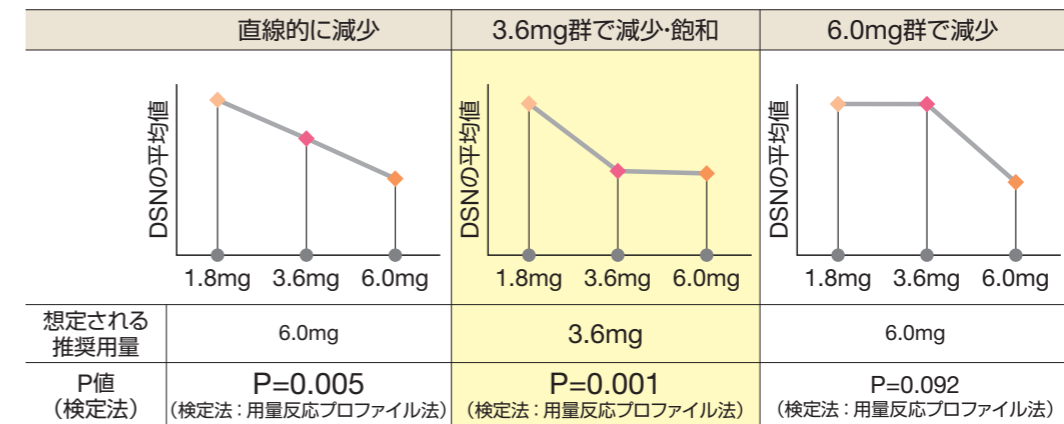 直線的に減少
3.6mg群で減少・飽和
6.0mg群で減少
DSNの平均値
1.8mg 3.6mg 6.0mg
DSNの平均値
1.8mg 3.6mg 6.0mg
DSNの平均値
1.8mg 3.6mg 6.0mg
想定される
推奨用量
6.0mg
3.6mg
6.0mg
P値
(検定法)
P=0.005
(検定法:用量反応プロファイル法)
P=0.001
(検定法:用量反応プロファイル法)
P=0.092
(検定法:用量反応プロファイル法)